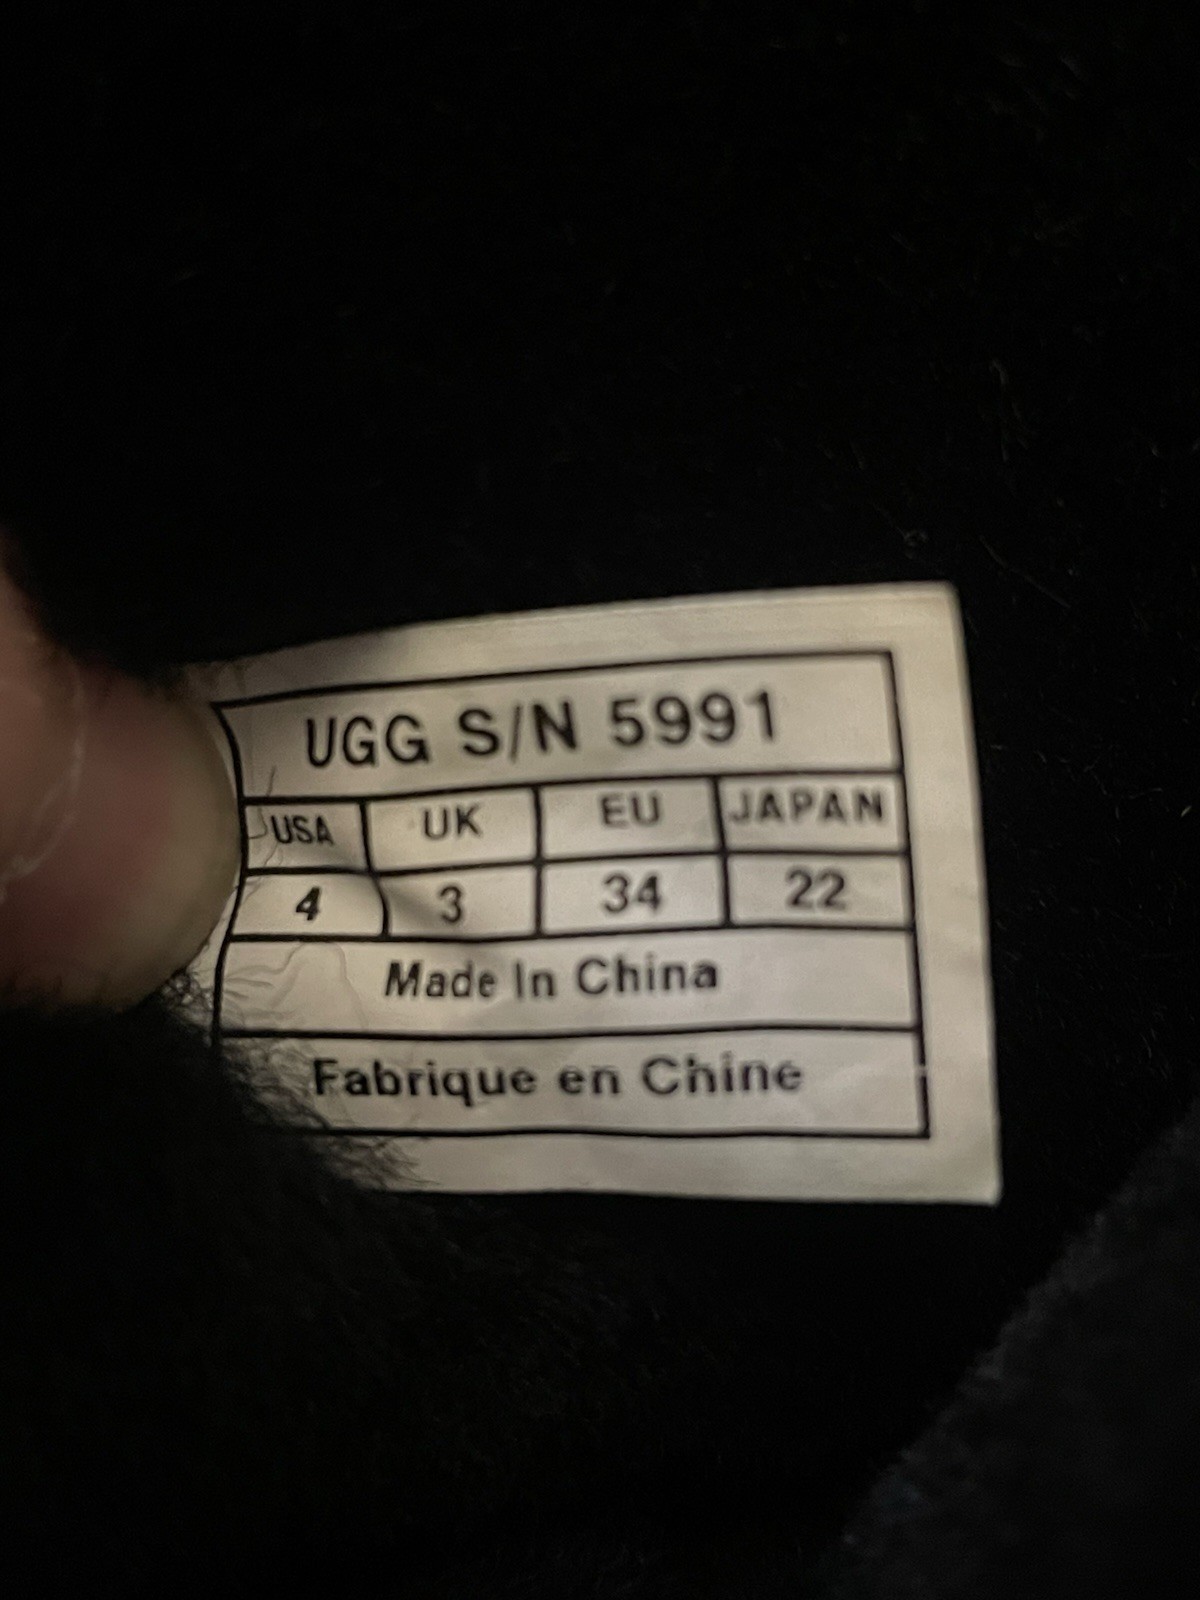 UGG S/N 5991
USA UK EU JAPAN
4 3 34 22
Made In China
Fabrique en Chine